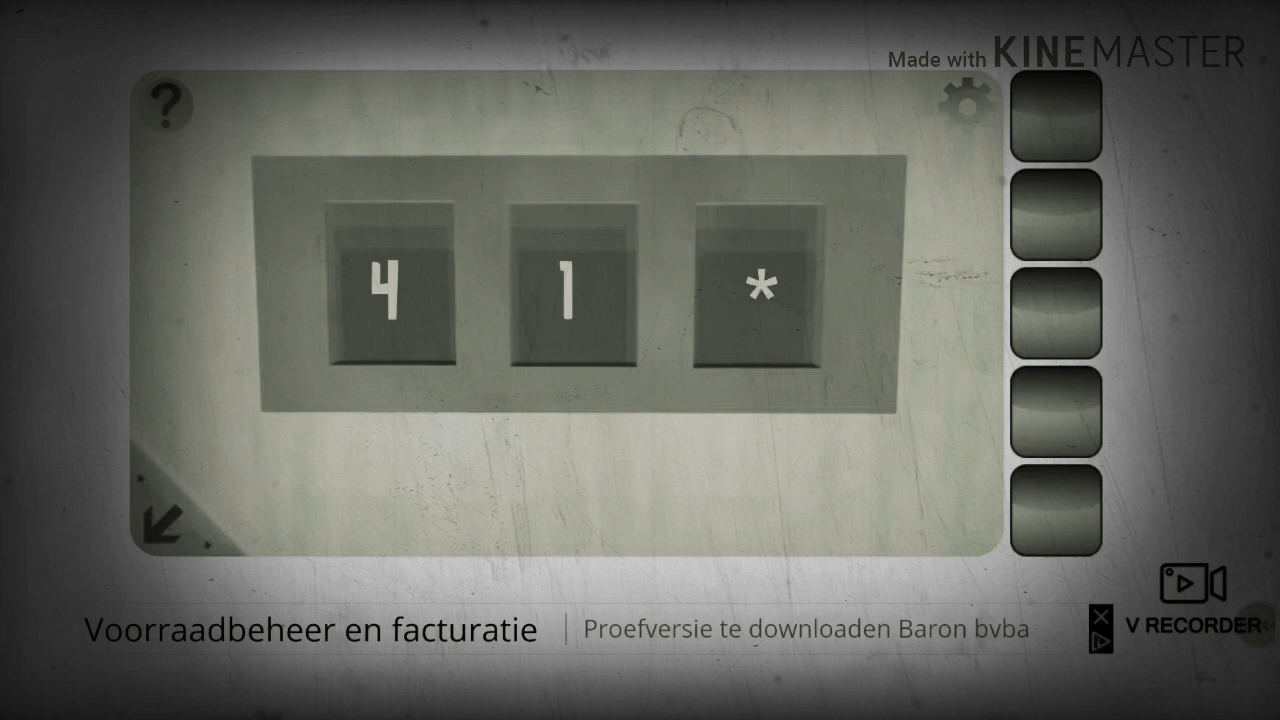 Made with KINEMASTER
?
4 1 *
Voorraadbeheer en facturatie | Proefversie te downloaden Baron bvba
V RECORDER